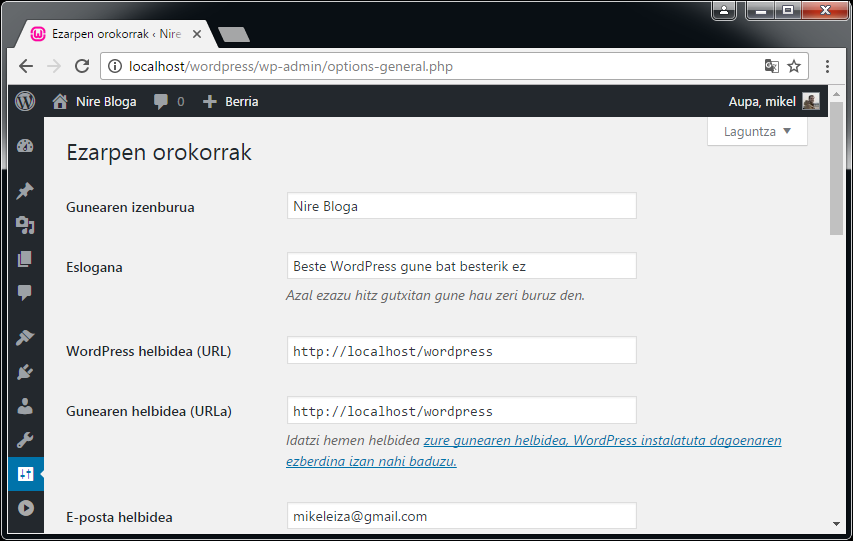 Ezarpen orokorrak ‹ Nire
localhost/wordpress/wp-admin/options-general.php
Nire Bloga 0 Berria Aupa, mikel
Laguntza
Ezarpen orokorrak
Gunearen izenburua Nire Bloga
Eslogana Beste WordPress gune bat besterik ez
Azal ezazu hitz gutxitan gune hau zeri buruz den.
WordPress helbidea (URL) http://localhost/wordpress
Gunearen helbidea (URLa) http://localhost/wordpress
Idatzi hemen helbidea zure gunearen helbidea, WordPress instalatuta dagoenaren
ezberdina izan nahi baduzu.
E-posta helbidea mikeleiza@gmail.com